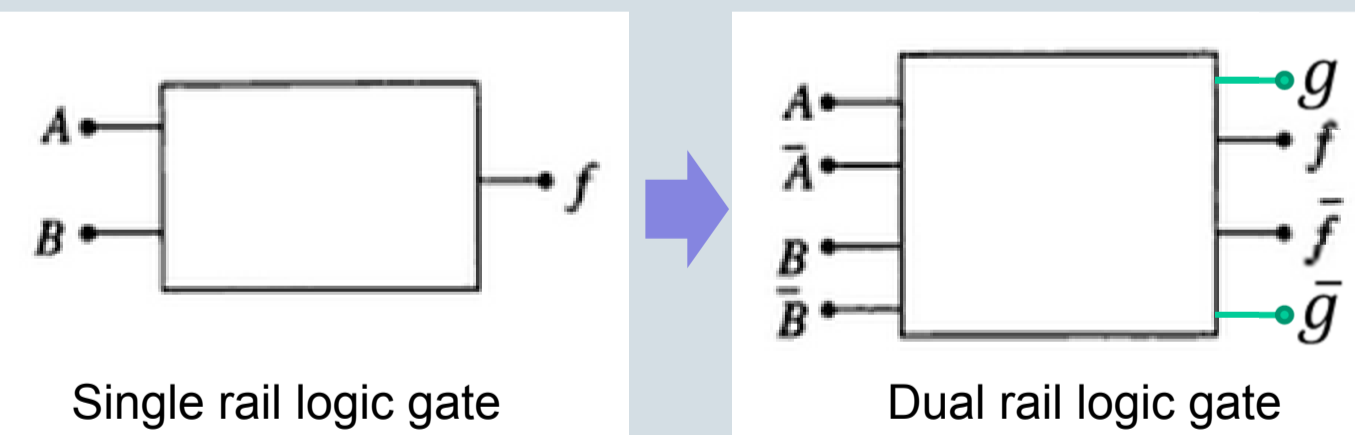 A
B
f
Single rail logic gate
A
Ā
B
B̄
g
f
f̄
ḡ
Dual rail logic gate